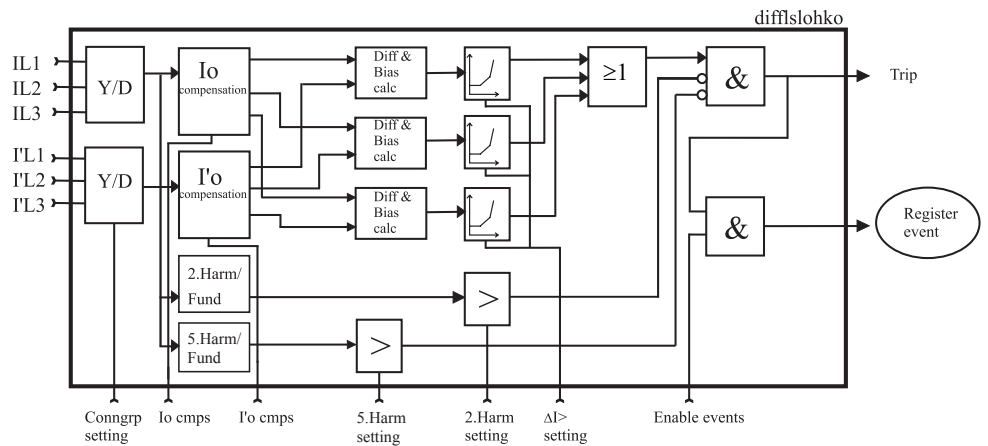 difflslohko
IL1
IL2
IL3
I'L1
I'L2
I'L3
Y/D
Y/D
Io
compensation
I'o
compensation
Diff &
Bias
calc
Diff &
Bias
calc
Diff &
Bias
calc
≥1
&
Trip
&
Register
event
2.Harm/
Fund
5.Harm/
Fund
>
>
Conngrp
setting
Io cmps
I'o cmps
5.Harm
setting
2.Harm
setting
ΔI>
setting
Enable events